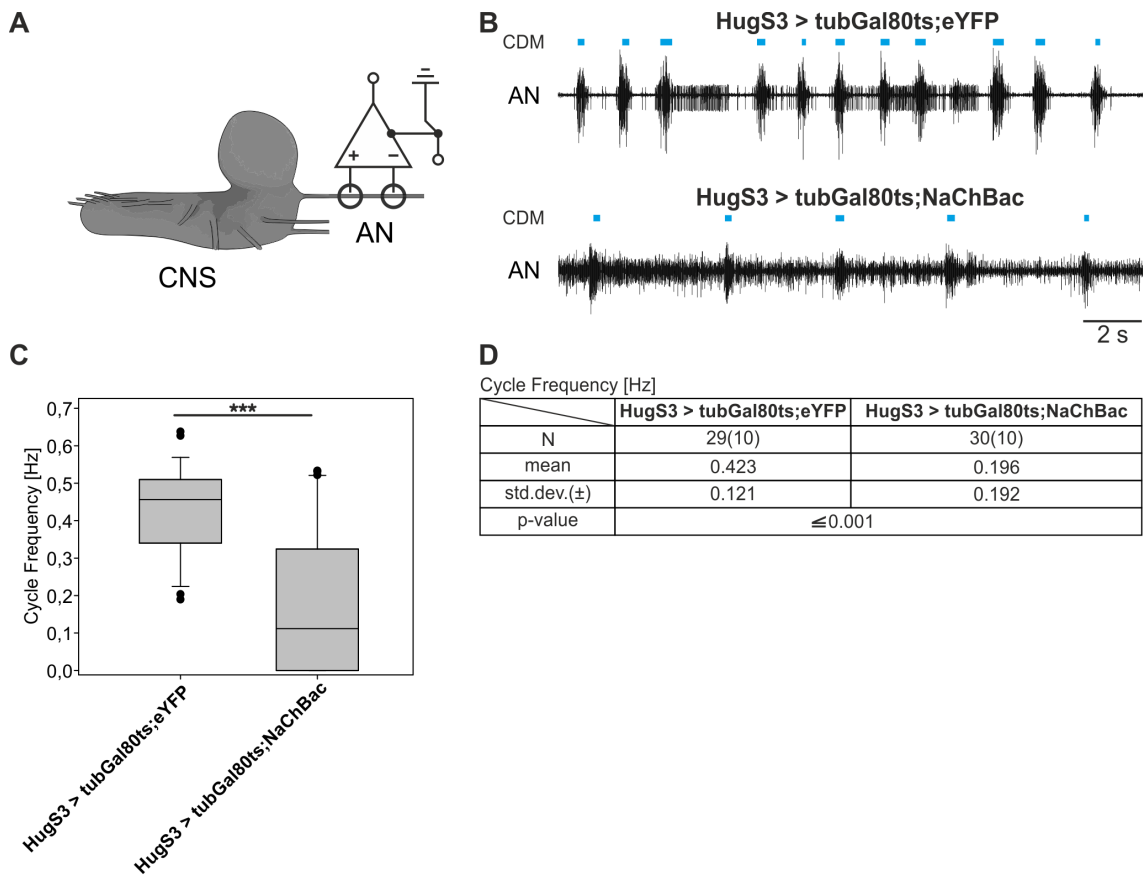 A
+ −
AN
CNS
B
HugS3 > tubGal80ts;eYFP
CDM
AN
HugS3 > tubGal80ts;NaChBac
CDM
AN
2 s
C
Cycle Frequency [Hz]
0,7
0,6
0,5
0,4
0,3
0,2
0,1
0,0
***
HugS3 > tubGal80ts;eYFP
HugS3 > tubGal80ts;NaChBac
D
Cycle Frequency [Hz]
HugS3 > tubGal80ts;eYFP HugS3 > tubGal80ts;NaChBac
N 29(10) 30(10)
mean 0.423 0.196
std.dev.(±) 0.121 0.192
p-value ≦0.001